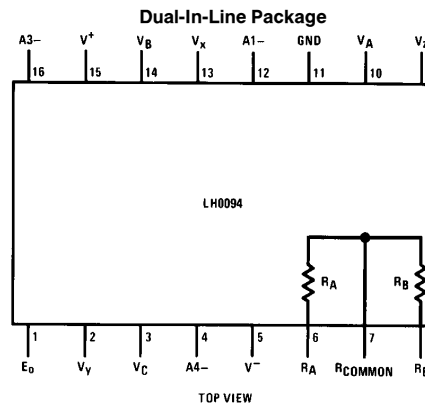 Dual-In-Line Package
A3– V+ VB Vx A1– GND VA
16 15 14 13 12 11 10
LH0094
RA RB
1 2 3 4 5 6 7
Eo Vy VC A4– V– RA RCOMMON
TOP VIEW